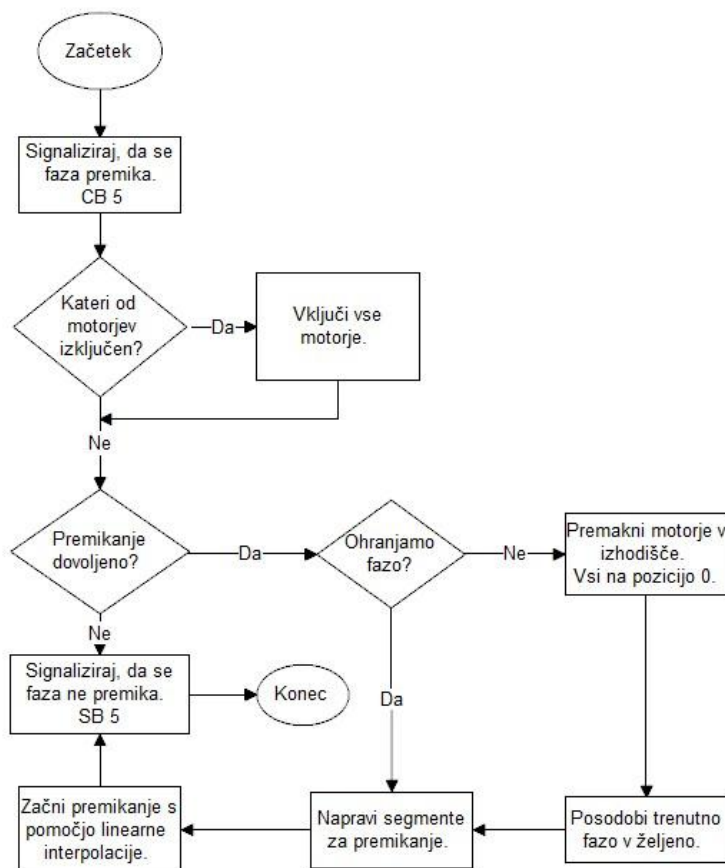 Začetek
Signaliziraj, da se
faza premika.
CB 5
Kateri od
motorjev
izključen?
Da
Vključi vse
motorje.
Ne
Premikanje
dovoljeno?
Da
Ohranjamo
fazo?
Ne
Premakni motorje v
izhodišče.
Vsi na pozicijo 0.
Ne
Signaliziraj, da se
faza ne premika.
SB 5
Konec
Da
Začni premikanje s
pomočjo linearne
interpolacije.
Napravi segmente
za premikanje.
Posodobi trenutno
fazo v željeno.